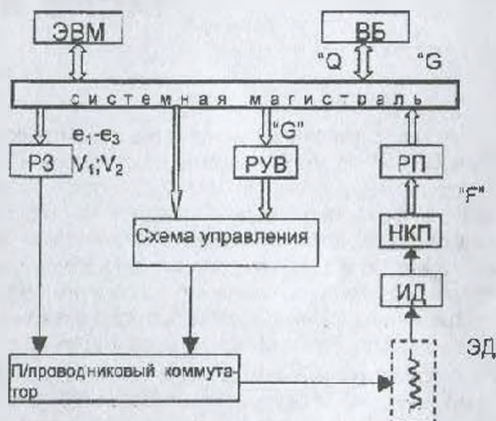 ЭВМ
ВБ
"Q
"G
системная магистраль
e₁-e₃
V₁;V₂
"G"
РЗ
РУВ
РП
"F"
Схема управления
НКП
ИД
ЭД
П/проводниковый коммута-
тор